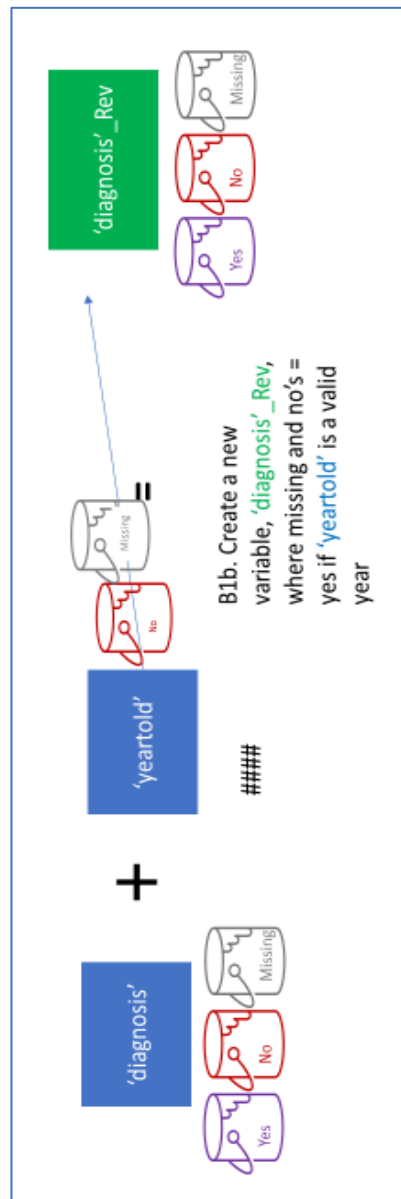 'diagnosis'
Yes
No
Missing
+
'yeartold'
####
No
Missing
=
B1b. Create a new
variable, 'diagnosis'_Rev,
where missing and no's =
yes if 'yeartold' is a valid
year
'diagnosis'_Rev
Yes
No
Missing